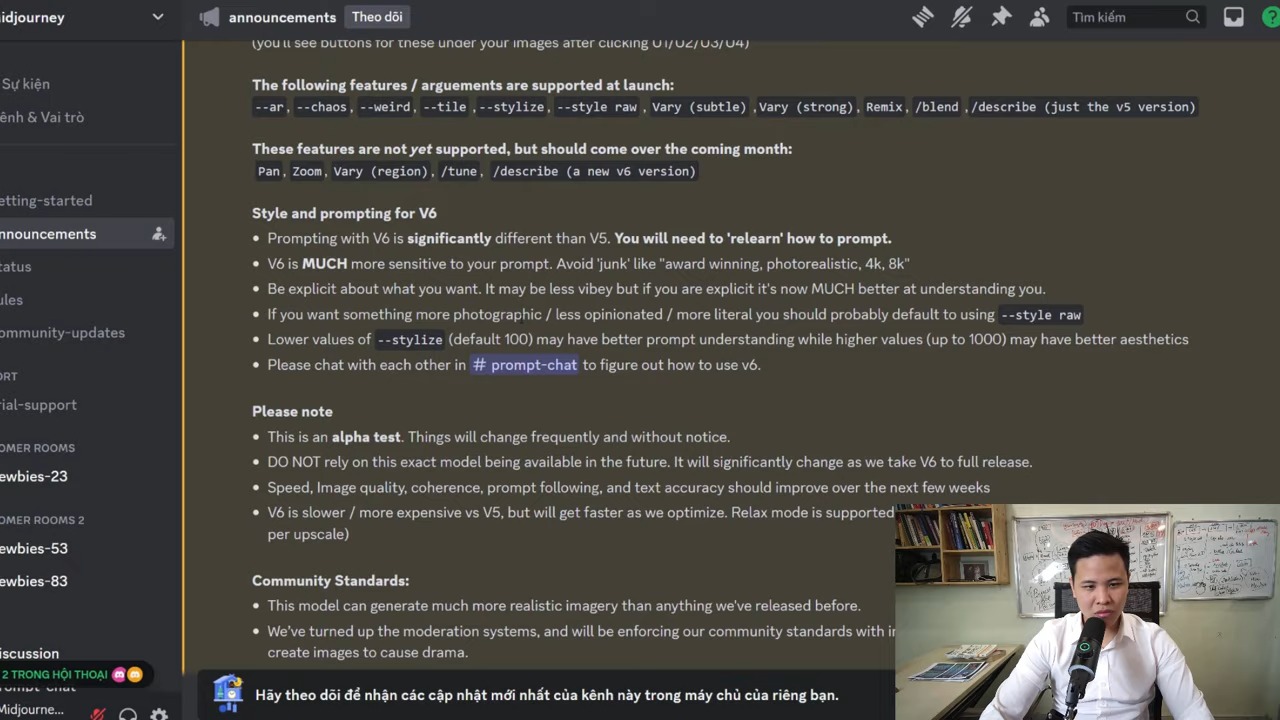 idjourney
announcements
Theo dõi
Tìm kiếm
Sự kiện
ênh & Vai trò
etting-started
nnouncements
tatus
ules
ommunity-updates
ORT
rial-support
OMER ROOMS
ewbies-23
OMER ROOMS 2
ewbies-53
ewbies-83
iscussion
2 TRONG HỘI THOẠI
prompt-chat
Midjourne...
(you'll see buttons for these under your images after clicking U1/U2/U3/U4)
The following features / arguements are supported at launch:
--ar, --chaos, --weird, --tile, --stylize, --style raw, Vary (subtle), Vary (strong), Remix, /blend, /describe (just the v5 version)
These features are not yet supported, but should come over the coming month:
Pan, Zoom, Vary (region), /tune, /describe (a new v6 version)
Style and prompting for V6
• Prompting with V6 is significantly different than V5. You will need to 'relearn' how to prompt.
• V6 is MUCH more sensitive to your prompt. Avoid 'junk' like "award winning, photorealistic, 4k, 8k"
• Be explicit about what you want. It may be less vibey but if you are explicit it's now MUCH better at understanding you.
• If you want something more photographic / less opinionated / more literal you should probably default to using --style raw
• Lower values of --stylize (default 100) may have better prompt understanding while higher values (up to 1000) may have better aesthetics
• Please chat with each other in # prompt-chat to figure out how to use v6.
Please note
• This is an alpha test. Things will change frequently and without notice.
• DO NOT rely on this exact model being available in the future. It will significantly change as we take V6 to full release.
• Speed, Image quality, coherence, prompt following, and text accuracy should improve over the next few weeks
• V6 is slower / more expensive vs V5, but will get faster as we optimize. Relax mode is supported
per upscale)
Community Standards:
• This model can generate much more realistic imagery than anything we've released before.
• We've turned up the moderation systems, and will be enforcing our community standards with in
create images to cause drama.
Hãy theo dõi để nhận các cập nhật mới nhất của kênh này trong máy chủ của riêng bạn.